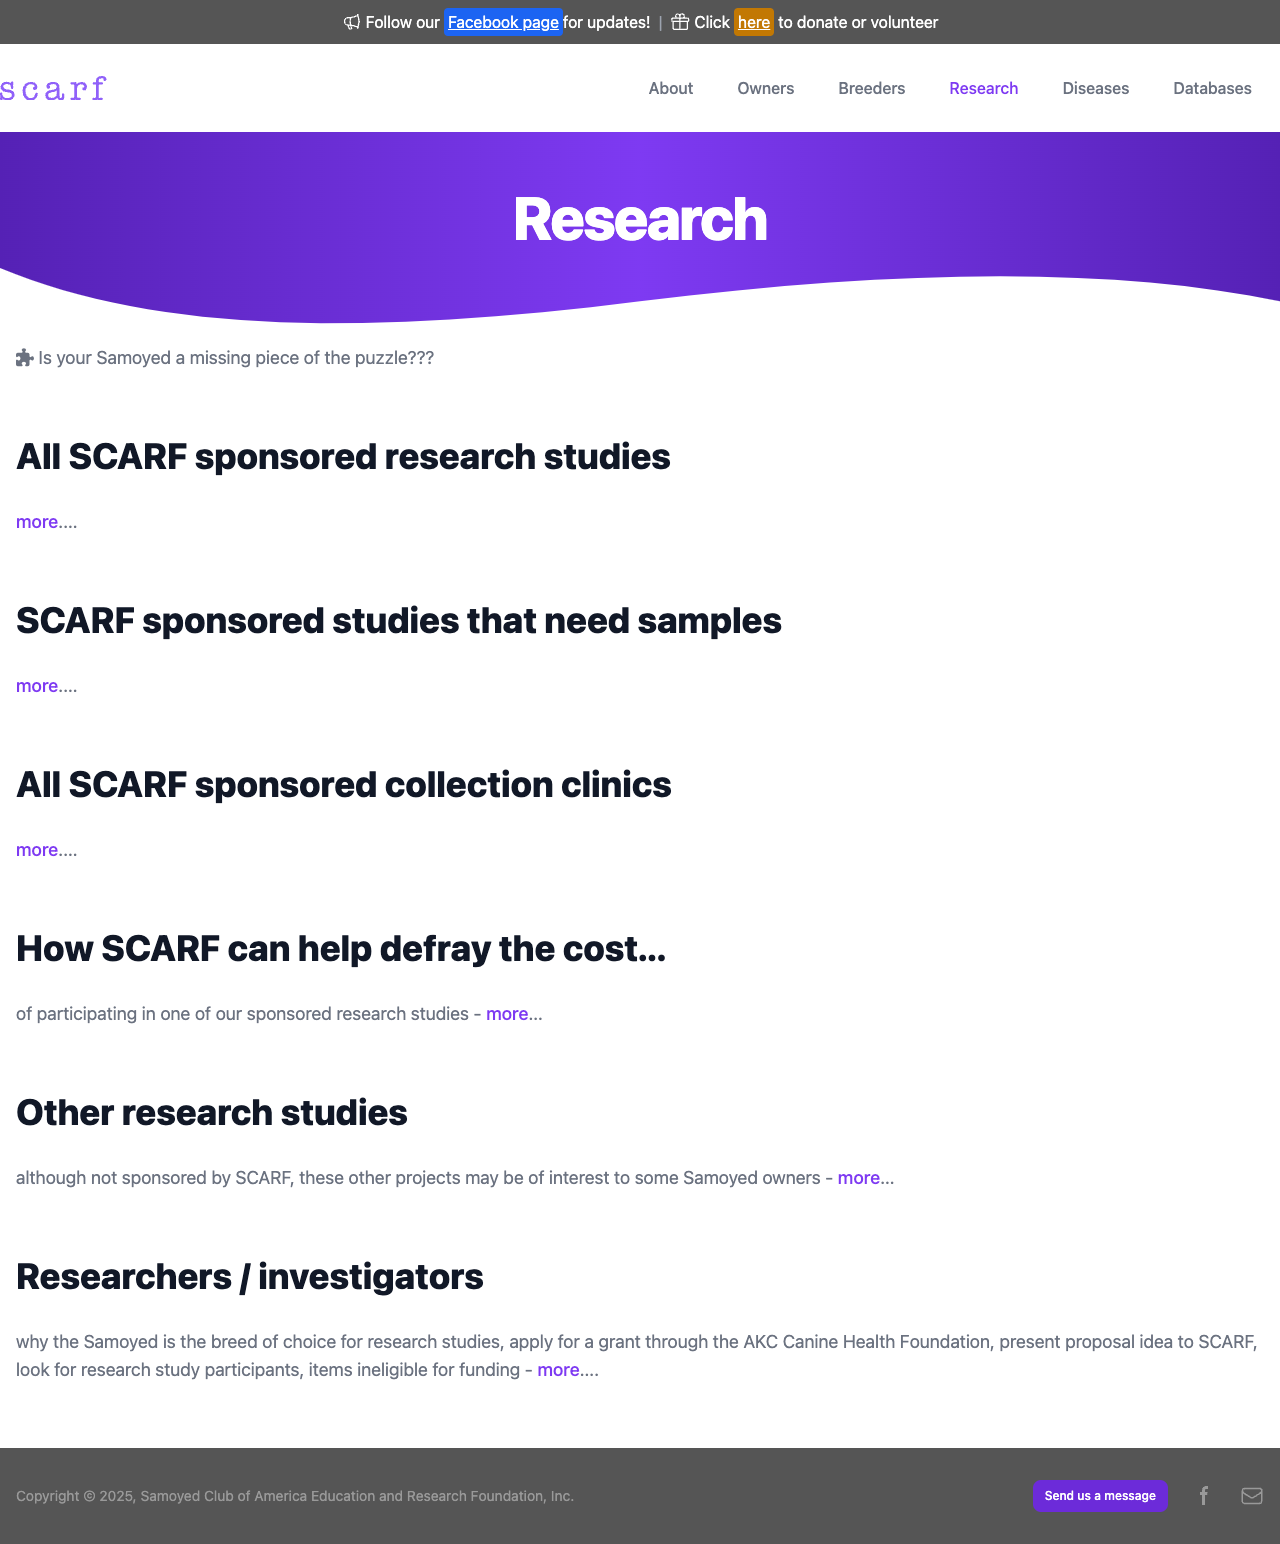 Follow our Facebook page for updates! | Click here to donate or volunteer
scarf
About Owners Breeders Research Diseases Databases
Research
Is your Samoyed a missing piece of the puzzle???
All SCARF sponsored research studies
more....
SCARF sponsored studies that need samples
more....
All SCARF sponsored collection clinics
more....
How SCARF can help defray the cost...
of participating in one of our sponsored research studies - more...
Other research studies
although not sponsored by SCARF, these other projects may be of interest to some Samoyed owners - more...
Researchers / investigators
why the Samoyed is the breed of choice for research studies, apply for a grant through the AKC Canine Health Foundation, present proposal idea to SCARF,
look for research study participants, items ineligible for funding - more....
Copyright © 2025, Samoyed Club of America Education and Research Foundation, Inc.
Send us a message